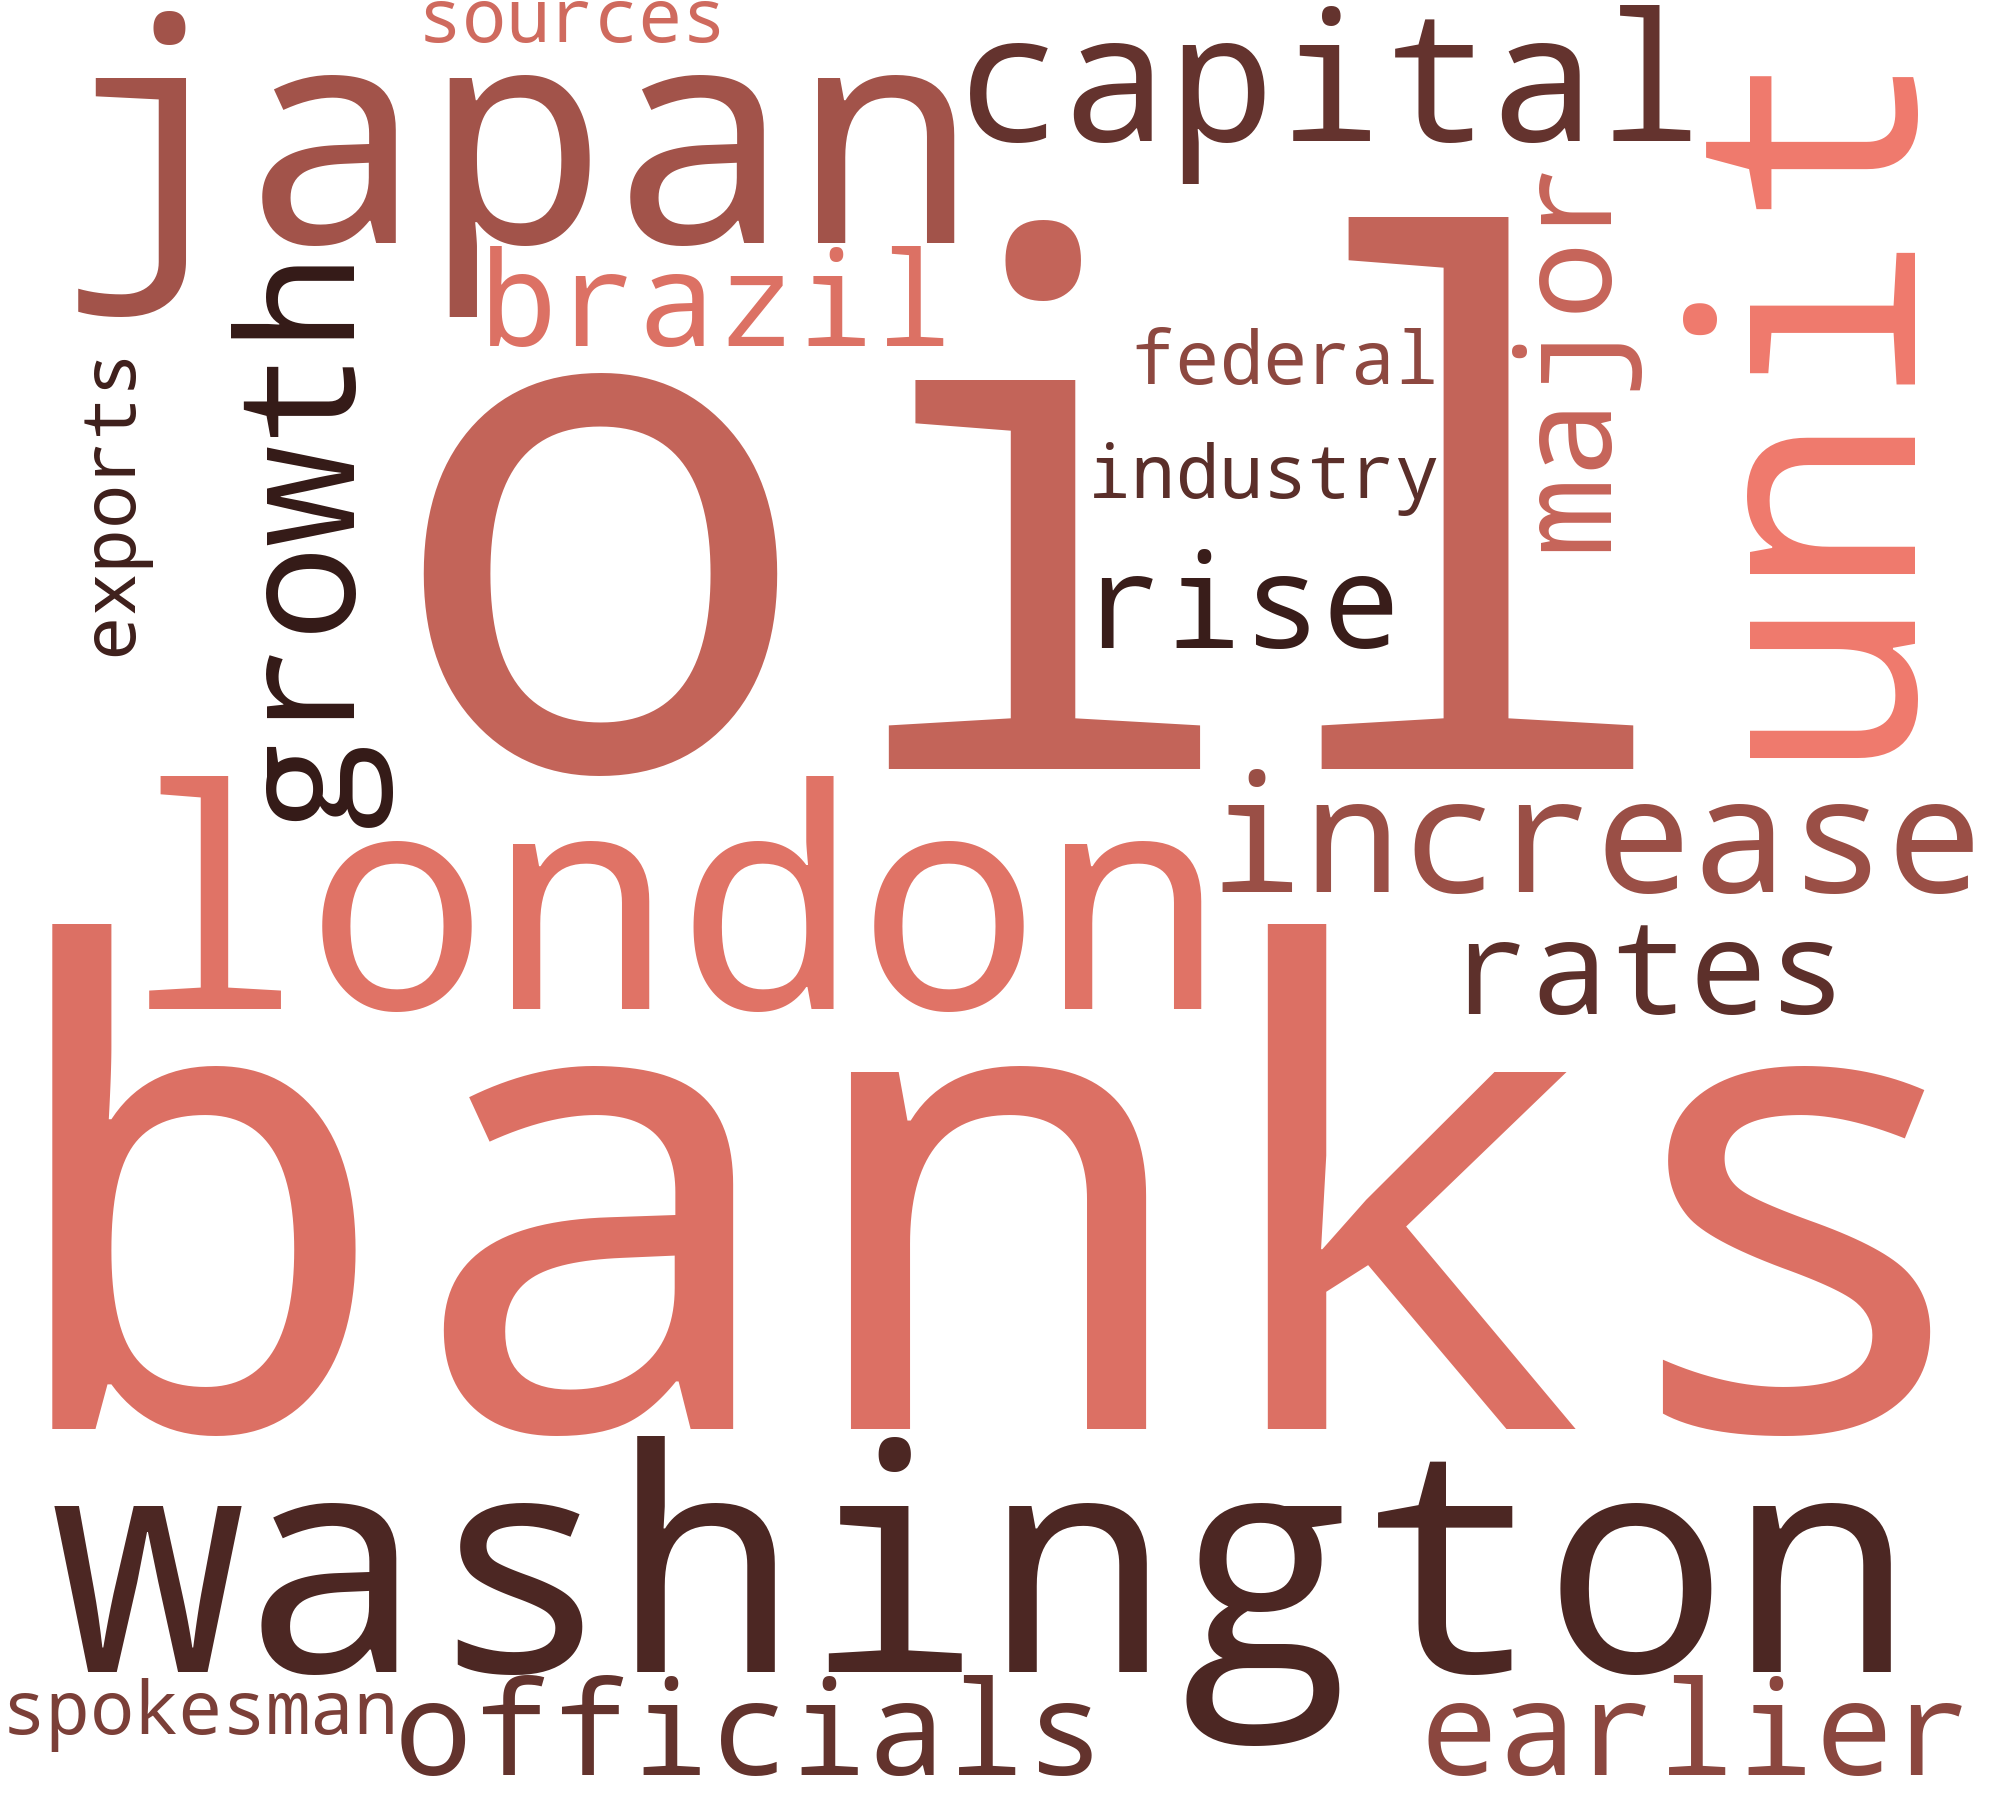 sources
japan
capital
unit
major
brazil
growth
exports
federal
oil
industry
rise
london
increase
rates
banks
washington
spokesman
officials
earlier